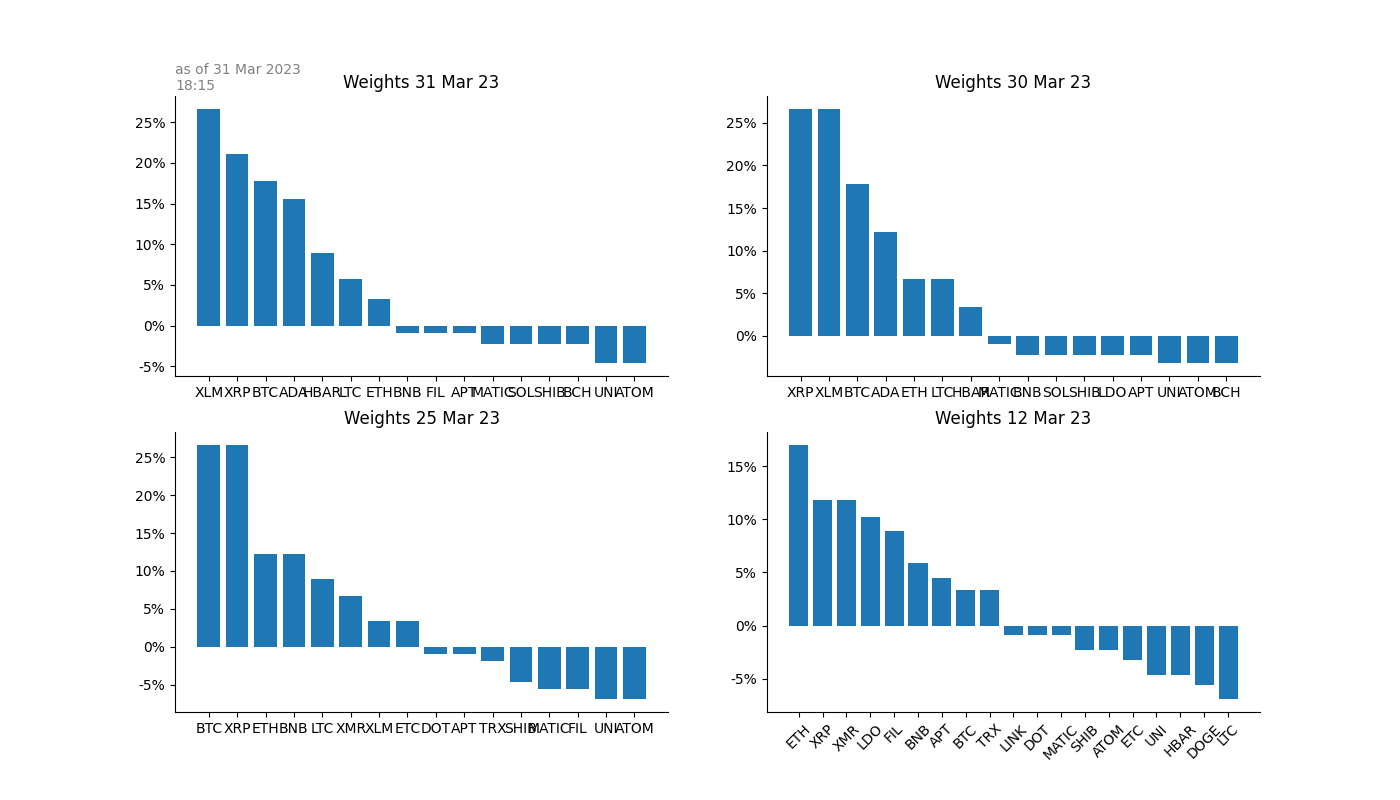 as of 31 Mar 2023
18:15
Weights 31 Mar 23
25%
20%
15%
10%
5%
0%
-5%
XLM XRP BTC ADA HBAR LTC ETH BNB FIL APT MATIC SOL SHIB BCH UNI ATOM
Weights 30 Mar 23
25%
20%
15%
10%
5%
0%
XRP XLM BTC ADA ETH LTC HBAR MATIC BNB SOL SHIB LDO APT UNI ATOM BCH
Weights 25 Mar 23
25%
20%
15%
10%
5%
0%
-5%
BTC XRP ETH BNB LTC XMR XLM ETC DOT APT TRX SHIB MATIC FIL UNI ATOM
Weights 12 Mar 23
15%
10%
5%
0%
-5%
ETH XRP XMR LDO FIL BNB APT BTC TRX LINK DOT MATIC SHIB ATOM ETC UNI HBAR DOGE LTC